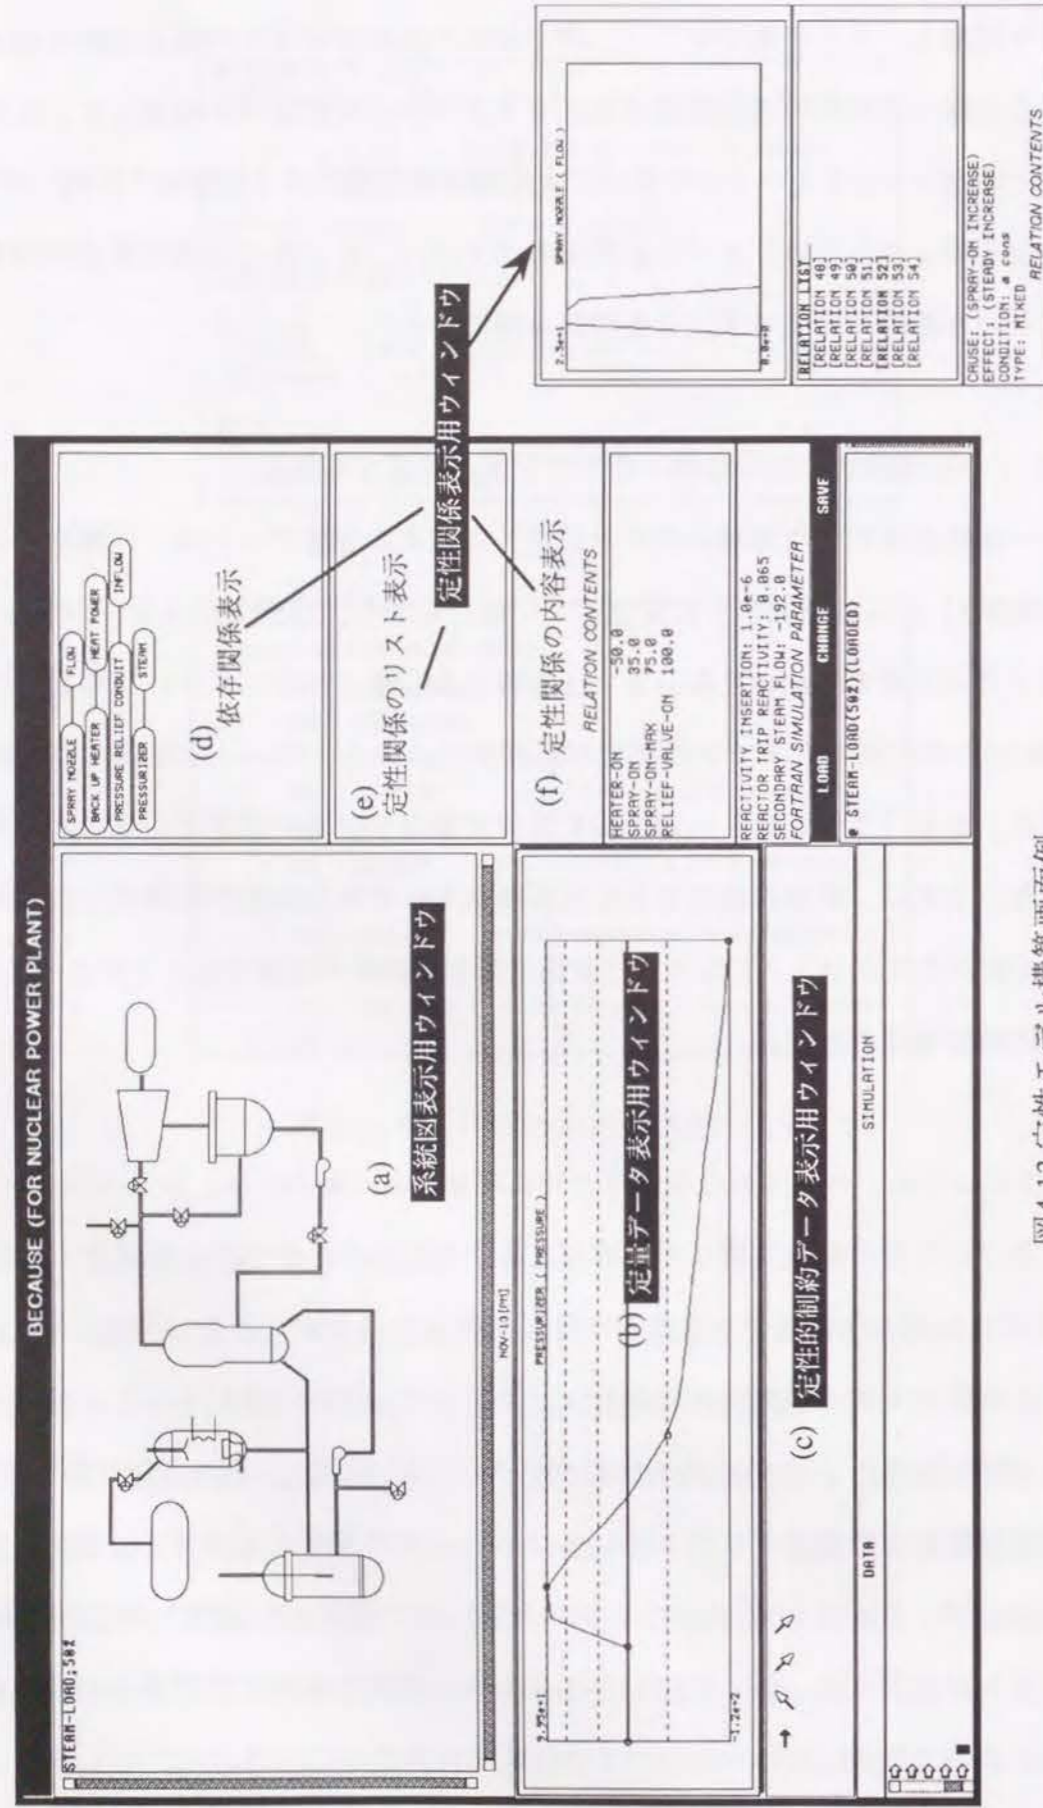 BECAUSE (FOR NUCLEAR POWER PLANT)
STEAM-LOAD;50%
(a)
系統図表示用ウィンドウ
NOV-10[PM]
SPRAY NOZZLE FLOW
BACK UP HEATER HEAT POWER
PRESSURE RELIEF CONDUIT INFLOW
PRESSURIZER STEAM
(d)
依存関係表示
(e)
定性関係のリスト表示
定性関係表示用ウィンドウ
(f) 定性関係の内容表示
RELATION CONTENTS
PRESSURIZER ( PRESSURE )
-1.2e+2
(b) 定量データ表示用ウィンドウ
HEATER-ON -50.0
SPRAY-ON 35.0
SPRAY-ON-MAX 75.0
RELIEF-VALVE-ON 100.0
REACTIVITY INSERTION: 1.0e-6
REACTOR TRIP REACTIVITY: 0.065
SECONDARY STEAM FLOW: -192.0
FORTRAN SIMULATION PARAMETER
LOAD CHANGE SAVE
(c) 定性的制約データ表示用ウィンドウ
DATA SIMULATION
@ STEAM-LOAD(50%)(LOADED)
SPRAY NOZZLE ( FLOW )
0.0e+0
RELATION LIST
[RELATION 48]
[RELATION 49]
[RELATION 50]
[RELATION 51]
[RELATION 52]
[RELATION 53]
[RELATION 54]
CAUSE: (SPRAY-ON INCREASE)
EFFECT: (STEADY INCREASE)
CONDITION: a cons
TYPE: MIXED
RELATION CONTENTS